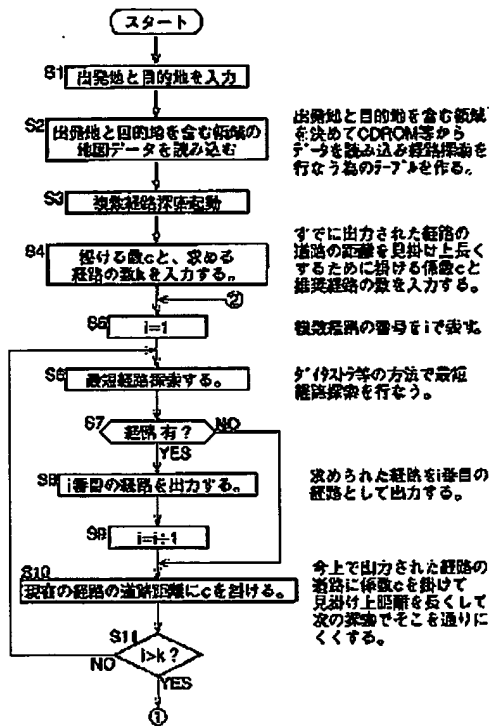 スタート
S1
出発地と目的地を入力
S2
出発地と目的地を含む領域の
地図データを読み込む
出発地と目的地を含む領域
を決めてCDROM等から
データを読み込み経路探索を
行なう為のテーブルを作る。
S3
複数経路探索起動
S4
掛ける数cと、求める
経路の数kを入力する。
すでに出力された経路の
道路の距離を見掛け上長く
するために掛ける係数cと
推奨経路の数を入力する。
②
S5
i=1
複数経路の番号をiで表す。
S6
最短経路探索する。
ダイクストラ等の方法で最短
経路探索を行なう。
S7
経路有?
NO
YES
S8
i番目の経路を出力する。
求められた経路をi番目の
経路として出力する。
S9
i=i+1
S10
現在の経路の道路距離にcを掛ける。
今上で出力された経路の
道路に係数cを掛けて
見掛け上距離を長くして
次の探索でそこを通りに
くくする。
S11
i>k?
NO
YES
①